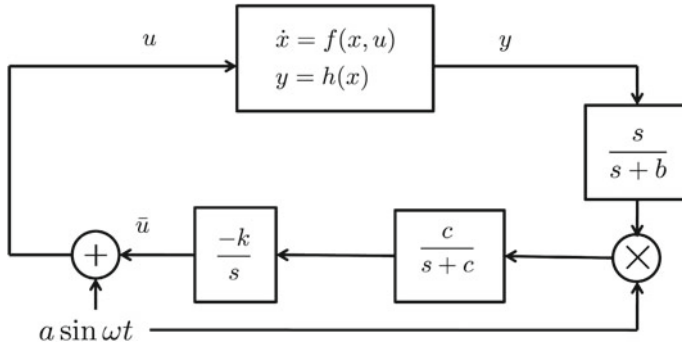 u
ẋ = f(x, u)
y = h(x)
y
s
s + b
ū
-k
s
c
s + c
+
×
a sin ωt